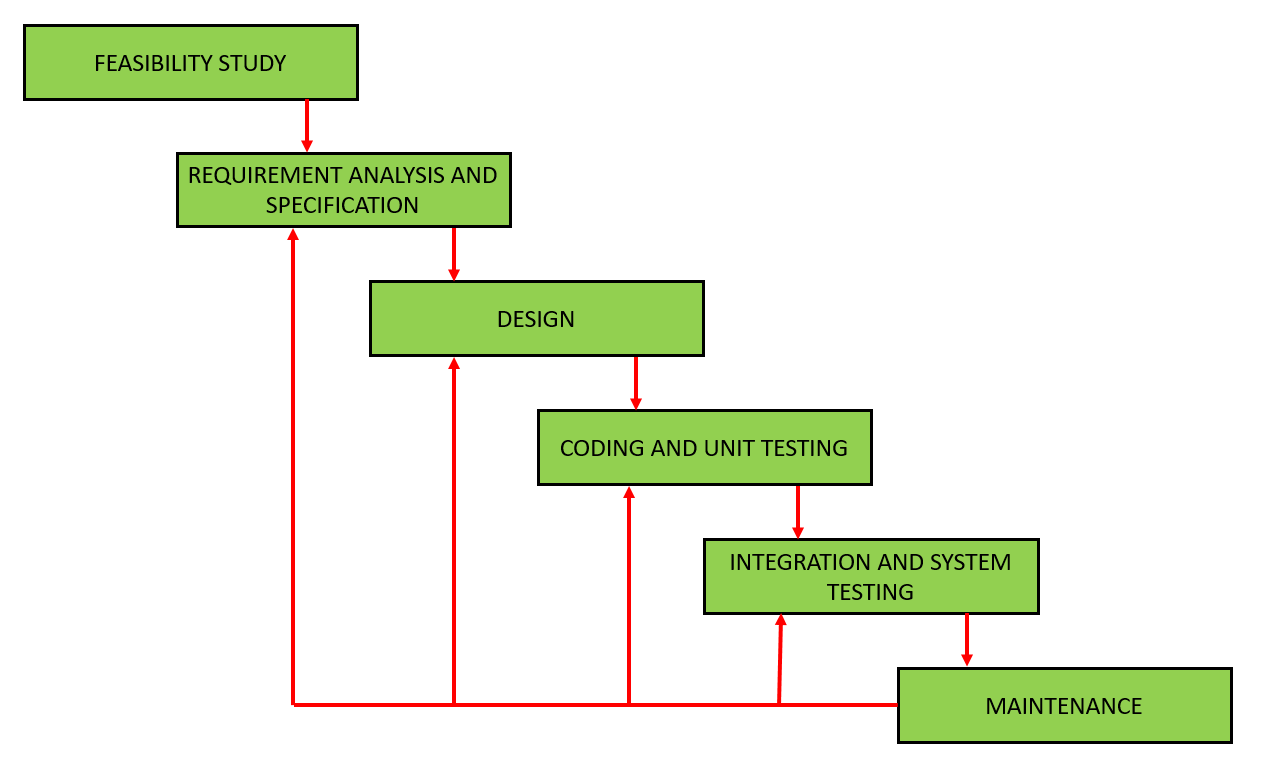 FEASIBILITY STUDY
REQUIREMENT ANALYSIS AND
SPECIFICATION
DESIGN
CODING AND UNIT TESTING
INTEGRATION AND SYSTEM
TESTING
MAINTENANCE